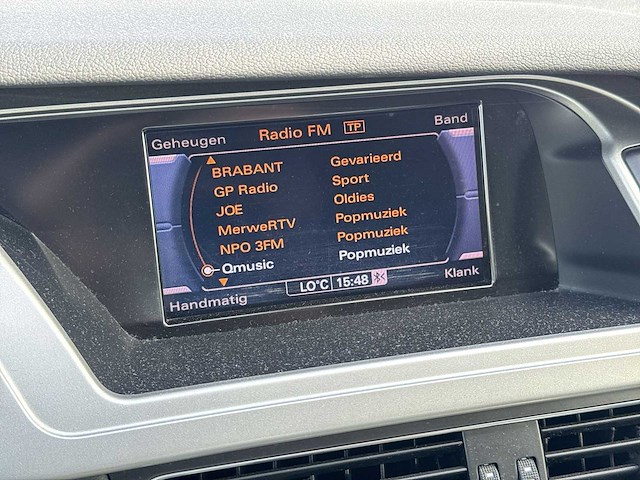 Geheugen Radio FM TP Band
BRABANT Gevarieerd
GP Radio Sport
JOE Oldies
MerweRTV Popmuziek
NPO 3FM Popmuziek
Qmusic Popmuziek
Handmatig LO°C 15:48 Klank